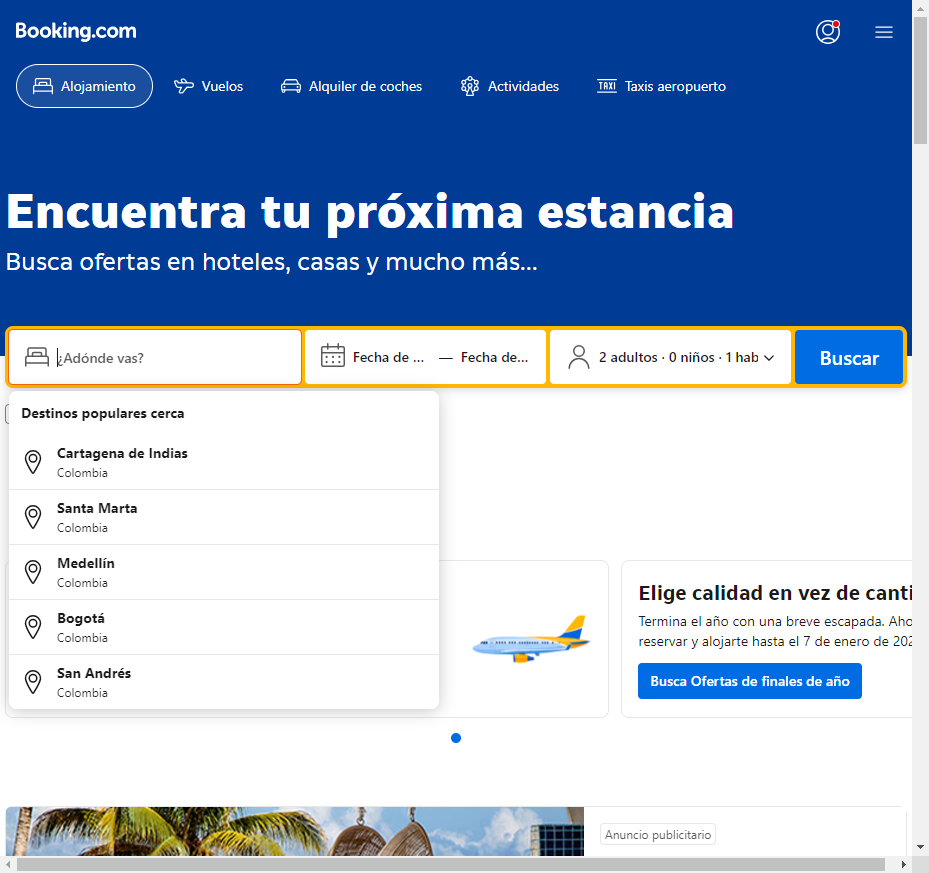 Booking.com
Alojamiento
Vuelos
Alquiler de coches
Actividades
TAXI
Taxis aeropuerto
Encuentra tu próxima estancia
Busca ofertas en hoteles, casas y mucho más...
¿Adónde vas?
Fecha de ... — Fecha de...
2 adultos · 0 niños · 1 hab
Buscar
Destinos populares cerca
Cartagena de Indias
Colombia
Santa Marta
Colombia
Medellín
Colombia
Bogotá
Colombia
San Andrés
Colombia
Elige calidad en vez de canti
Termina el año con una breve escapada. Aho
reservar y alojarte hasta el 7 de enero de 202
Busca Ofertas de finales de año
Anuncio publicitario